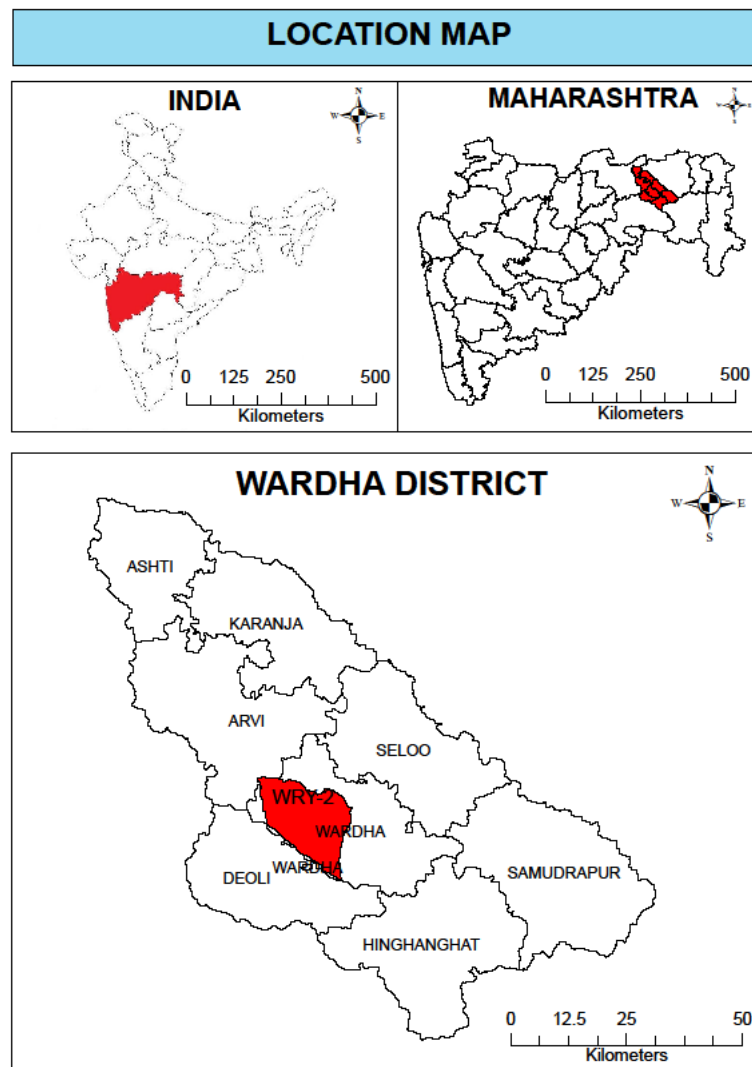 LOCATION MAP
INDIA
N
W E
S
0 125 250 500
Kilometers
MAHARASHTRA
N
W E
S
0 125 250 500
Kilometers
WARDHA DISTRICT
N
W E
S
ASHTI
KARANJA
ARVI
SELOO
WRY-2
WARDHA
WARDHA
DEOLI
SAMUDRAPUR
HINGHANGHAT
0 12.5 25 50
Kilometers